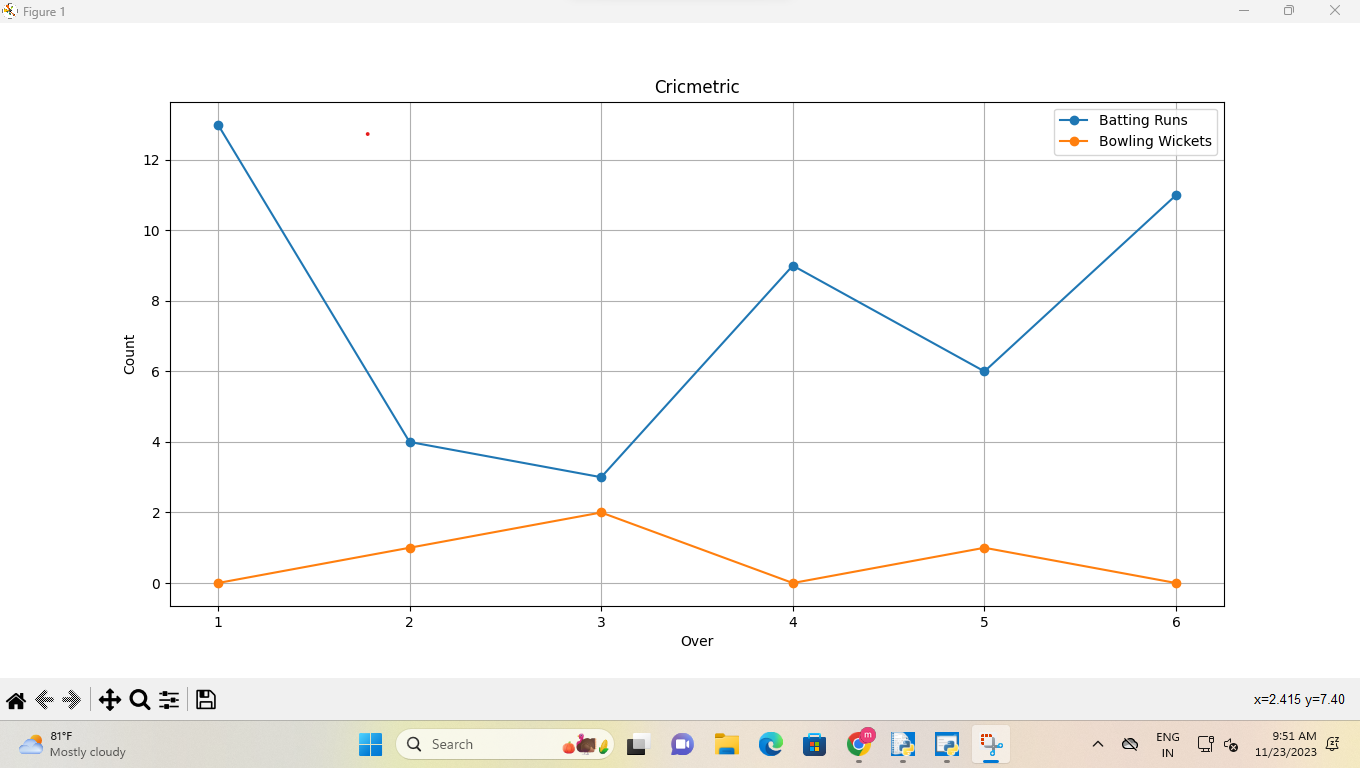 Figure 1
Cricmetric
Batting Runs
Bowling Wickets
12
10
8
6
4
2
0
Count
1 2 3 4 5 6
Over
x=2.415 y=7.40
81°F
Mostly cloudy
Search
m
ENG
IN
9:51 AM
11/23/2023